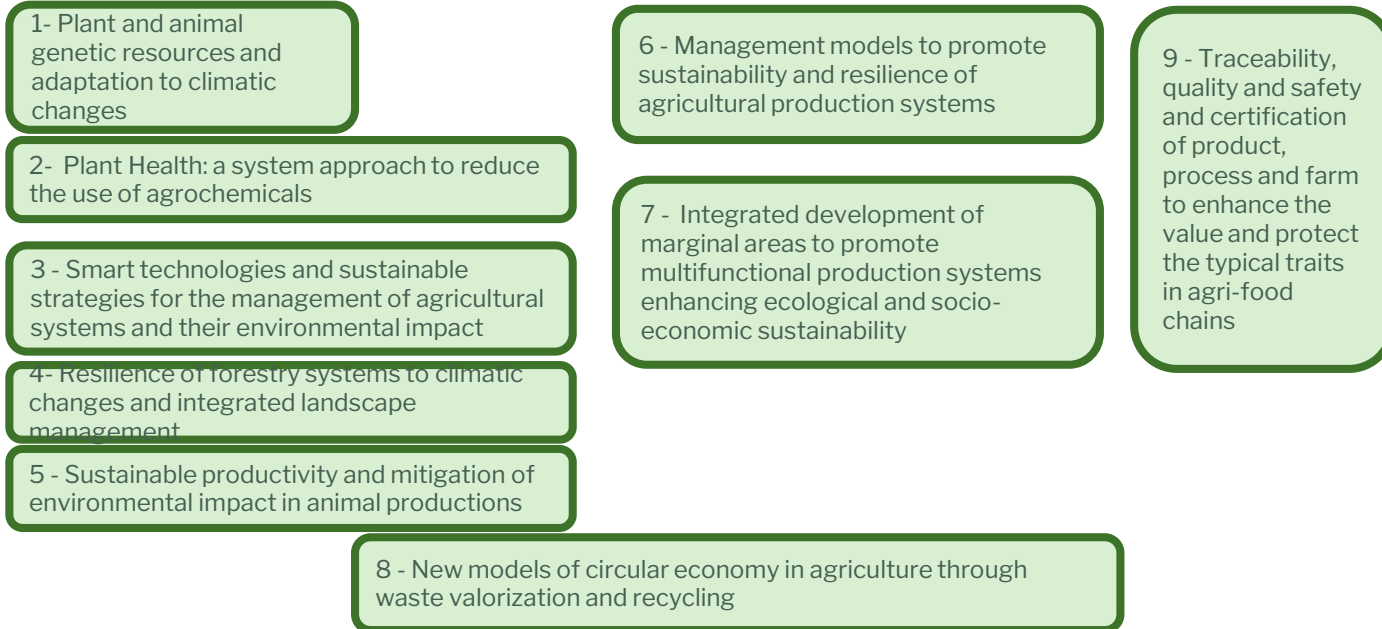 1- Plant and animal
genetic resources and
adaptation to climatic
changes
2-  Plant Health: a system approach to reduce
the use of agrochemicals
3 - Smart technologies and sustainable
strategies for the management of agricultural
systems and their environmental impact
4- Resilience of forestry systems to climatic
changes and integrated landscape
management
5 - Sustainable productivity and mitigation of
environmental impact in animal productions
6 - Management models to promote
sustainability and resilience of
agricultural production systems
7 -  Integrated development of
marginal areas to promote
multifunctional production systems
enhancing ecological and socio-
economic sustainability
8 - New models of circular economy in agriculture through
waste valorization and recycling
9 - Traceability,
quality and safety
and certification
of product,
process and farm
to enhance the
value and protect
the typical traits
in agri-food
chains